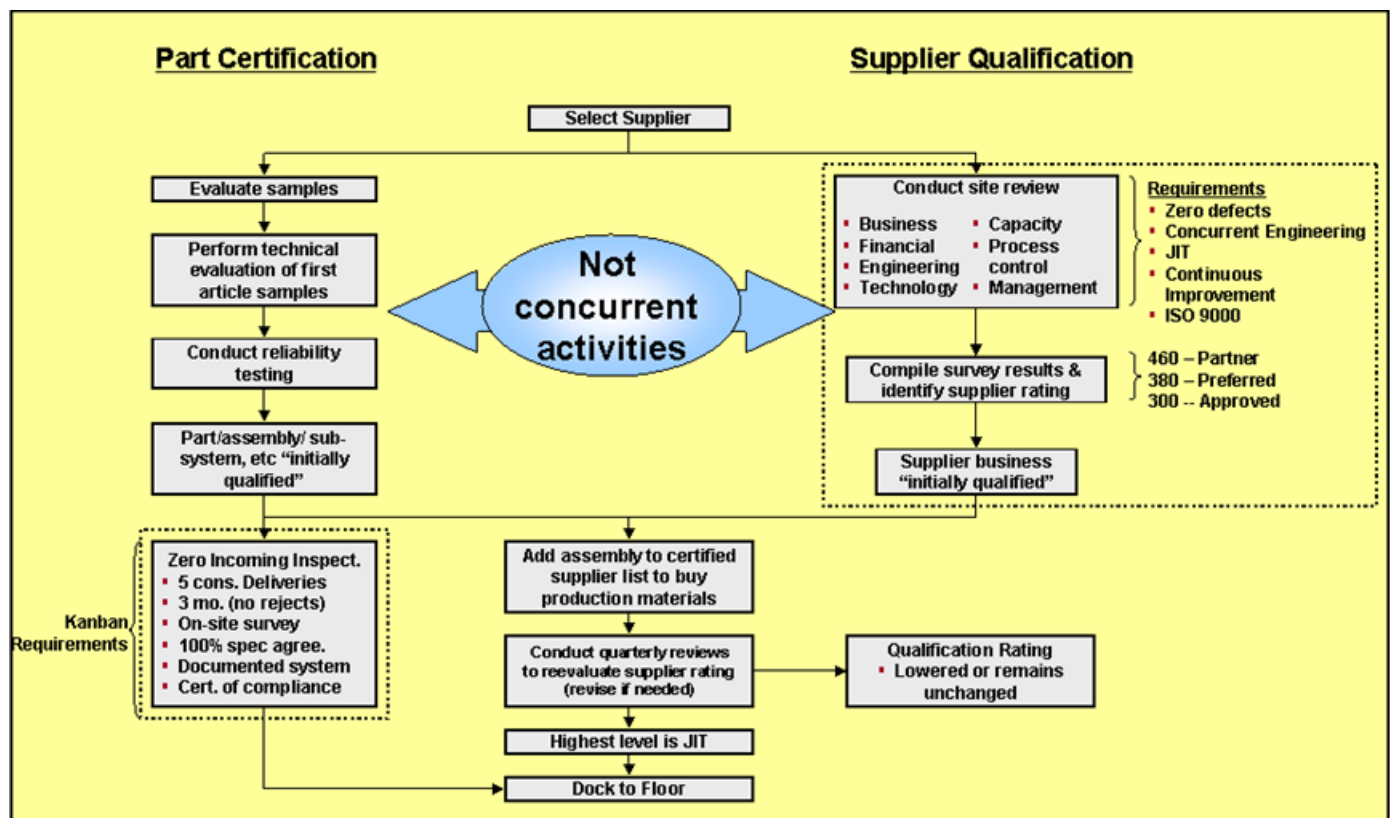 Part Certification
Supplier Qualification
Select Supplier
Evaluate samples
Perform technical
evaluation of first
article samples
Conduct reliability
testing
Part/assembly/ sub-
system, etc “initially
qualified”
Not
concurrent
activities
Conduct site review
Business
Financial
Engineering
Technology
Capacity
Process
control
Management
Requirements
Zero defects
Concurrent Engineering
JIT
Continuous
Improvement
ISO 9000
Compile survey results &
identify supplier rating
460 – Partner
380 – Preferred
300 -- Approved
Supplier business
“initially qualified”
Kanban
Requirements
Zero Incoming Inspect.
5 cons. Deliveries
3 mo. (no rejects)
On-site survey
100% spec agree.
Documented system
Cert. of compliance
Add assembly to certified
supplier list to buy
production materials
Conduct quarterly reviews
to reevaluate supplier rating
(revise if needed)
Qualification Rating
Lowered or remains
unchanged
Highest level is JIT
Dock to Floor